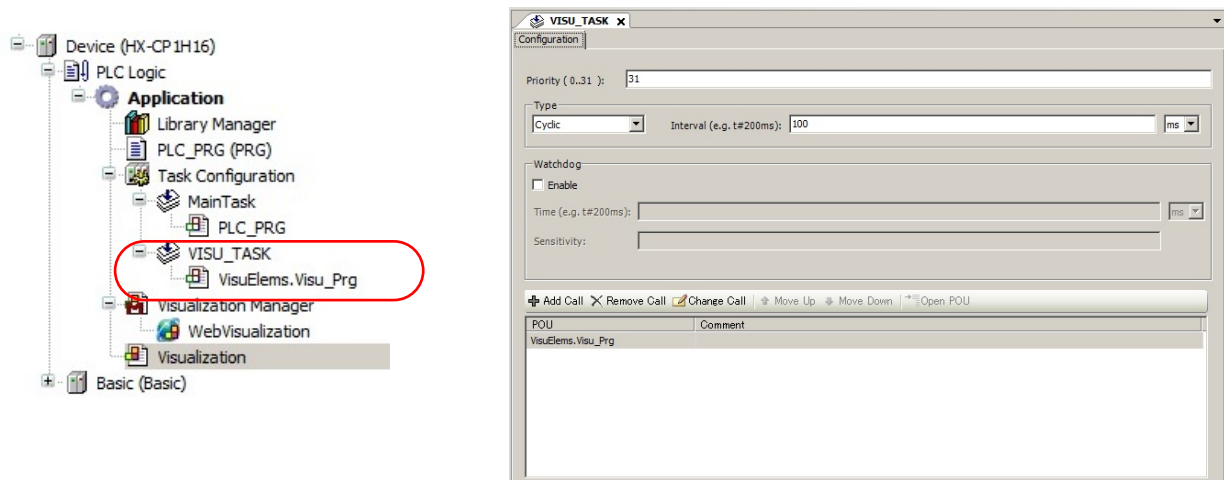 Device (HX-CP1H16)
PLC Logic
Application
Library Manager
PLC_PRG (PRG)
Task Configuration
MainTask
PLC_PRG
VISU_TASK
VisuElems.Visu_Prg
Visualization Manager
WebVisualization
Visualization
Basic (Basic)
VISU_TASK
Configuration
Priority ( 0..31 ): 31
Type
Cyclic Interval (e.g. t#200ms): 100 ms
Watchdog
Enable
Time (e.g. t#200ms): ms
Sensitivity:
Add Call Remove Call Change Call Move Up Move Down Open POU
POU Comment
VisuElems.Visu_Prg